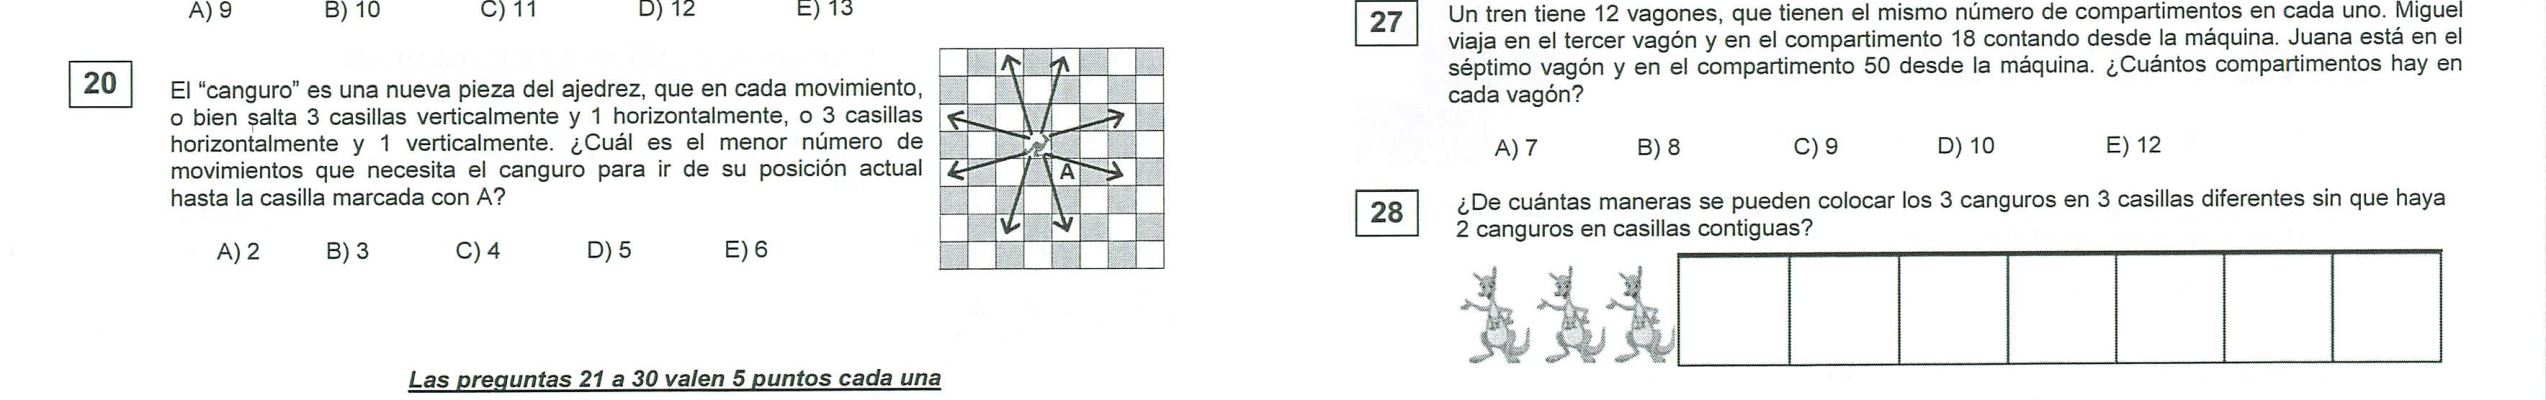 A) 9 B) 10 C) 11 D) 12 E) 13
20
El “canguro” es una nueva pieza del ajedrez, que en cada movimiento,
o bien salta 3 casillas verticalmente y 1 horizontalmente, o 3 casillas
horizontalmente y 1 verticalmente. ¿Cuál es el menor número de
movimientos que necesita el canguro para ir de su posición actual
hasta la casilla marcada con A?
A
A) 2 B) 3 C) 4 D) 5 E) 6
Las preguntas 21 a 30 valen 5 puntos cada una
27
Un tren tiene 12 vagones, que tienen el mismo número de compartimentos en cada uno. Miguel
viaja en el tercer vagón y en el compartimento 18 contando desde la máquina. Juana está en el
séptimo vagón y en el compartimento 50 desde la máquina. ¿Cuántos compartimentos hay en
cada vagón?
A) 7 B) 8 C) 9 D) 10 E) 12
28
¿De cuántas maneras se pueden colocar los 3 canguros en 3 casillas diferentes sin que haya
2 canguros en casillas contiguas?